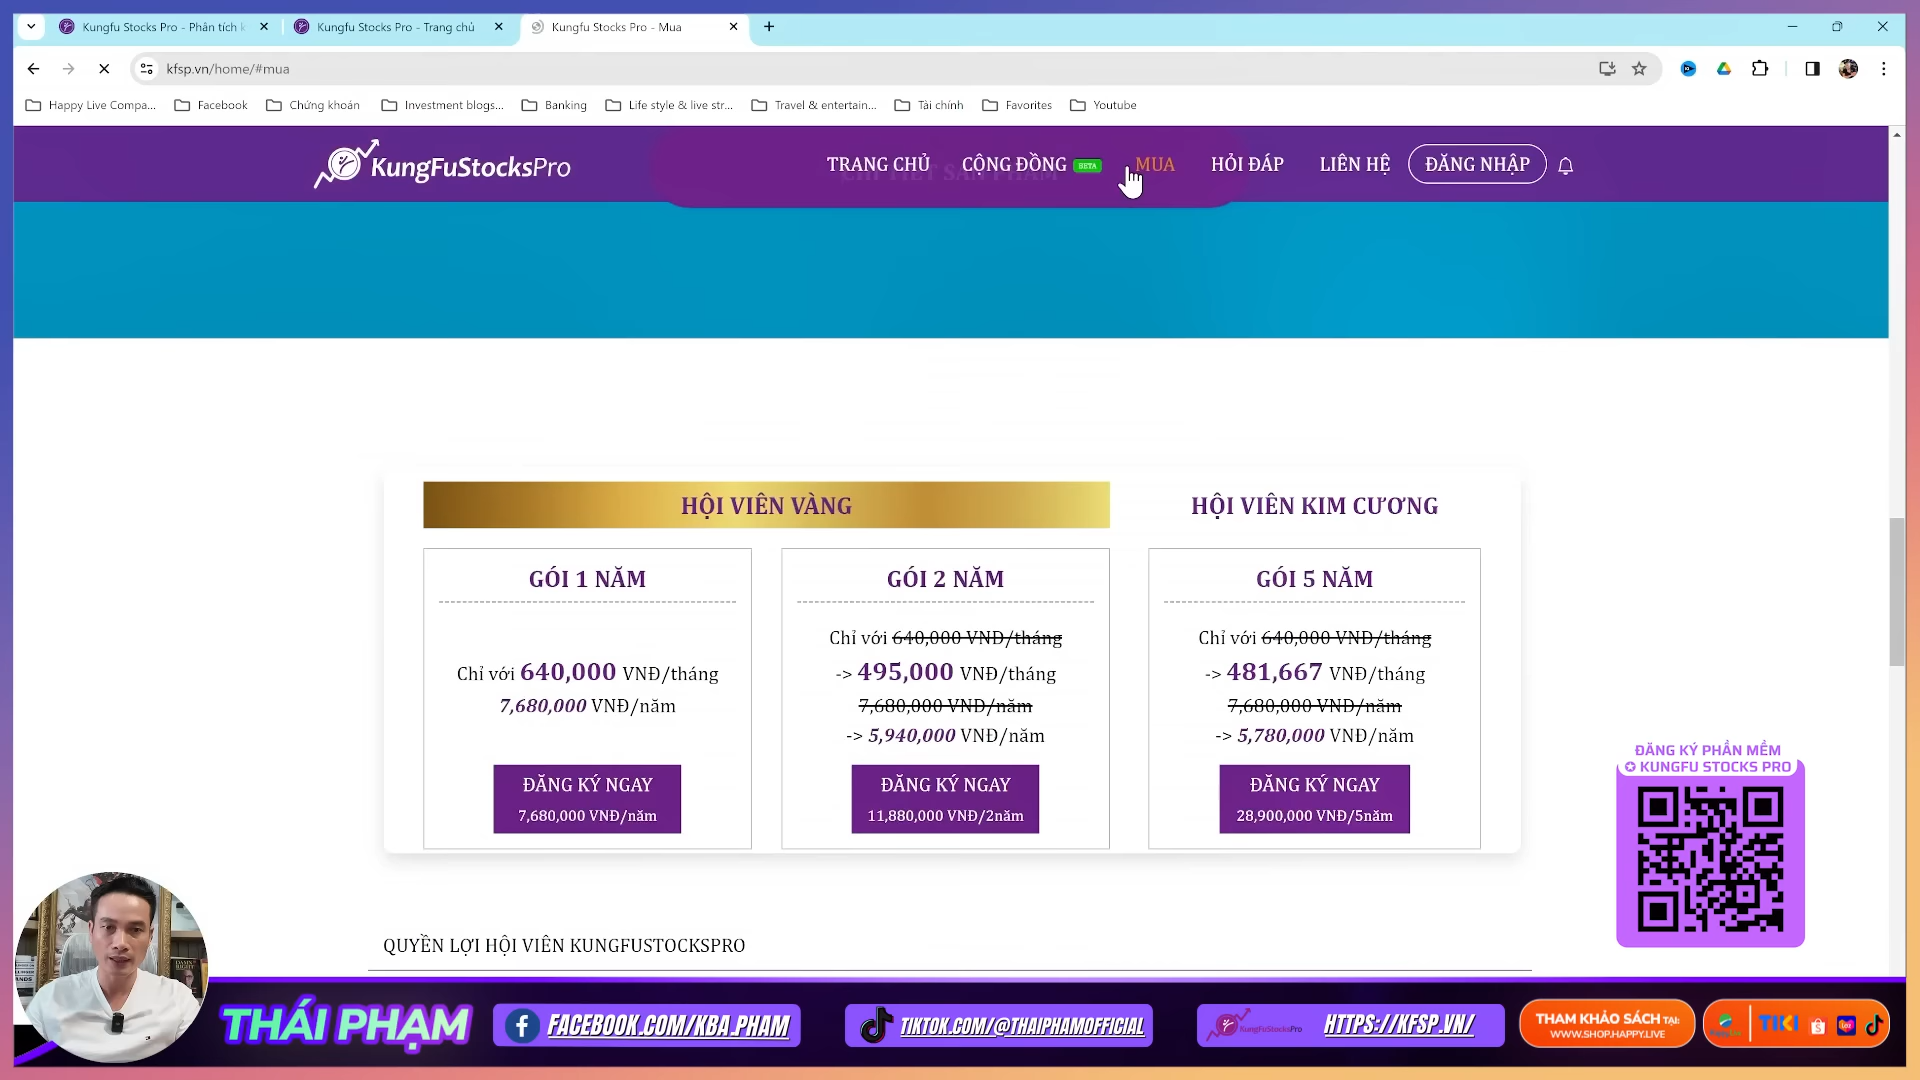 Kungfu Stocks Pro - Phân tích k
Kungfu Stocks Pro - Trang chủ
Kungfu Stocks Pro - Mua
kfsp.vn/home/#mua
Happy Live Compa...
Facebook
Chứng khoán
Investment blogs...
Banking
Life style & live str...
Travel & entertain...
Tài chính
Favorites
Youtube
KungFuStocksPro
TRANG CHỦ
CỘNG ĐỒNG BETA
MUA
HỎI ĐÁP
LIÊN HỆ
ĐĂNG NHẬP
CHI TIẾT SẢN PHẨM
HỘI VIÊN VÀNG
HỘI VIÊN KIM CƯƠNG
GÓI 1 NĂM
Chỉ với 640,000 VNĐ/tháng
7,680,000 VNĐ/năm
ĐĂNG KÝ NGAY
7,680,000 VNĐ/năm
GÓI 2 NĂM
Chỉ với 640,000 VNĐ/tháng
-> 495,000 VNĐ/tháng
7,680,000 VNĐ/năm
-> 5,940,000 VNĐ/năm
ĐĂNG KÝ NGAY
11,880,000 VNĐ/2năm
GÓI 5 NĂM
Chỉ với 640,000 VNĐ/tháng
-> 481,667 VNĐ/tháng
7,680,000 VNĐ/năm
-> 5,780,000 VNĐ/năm
ĐĂNG KÝ NGAY
28,900,000 VNĐ/5năm
ĐĂNG KÝ PHẦN MỀM
KUNGFU STOCKS PRO
QUYỀN LỢI HỘI VIÊN KUNGFUSTOCKSPRO
THÁI PHẠM
FACEBOOK.COM/KBA.PHAM
TIKTOK.COM/@THAIPHAMOFFICIAL
KungFuStocksPro
HTTPS://KFSP.VN/
THAM KHẢO SÁCH TẠI:
WWW.SHOP.HAPPY.LIVE
TIKI